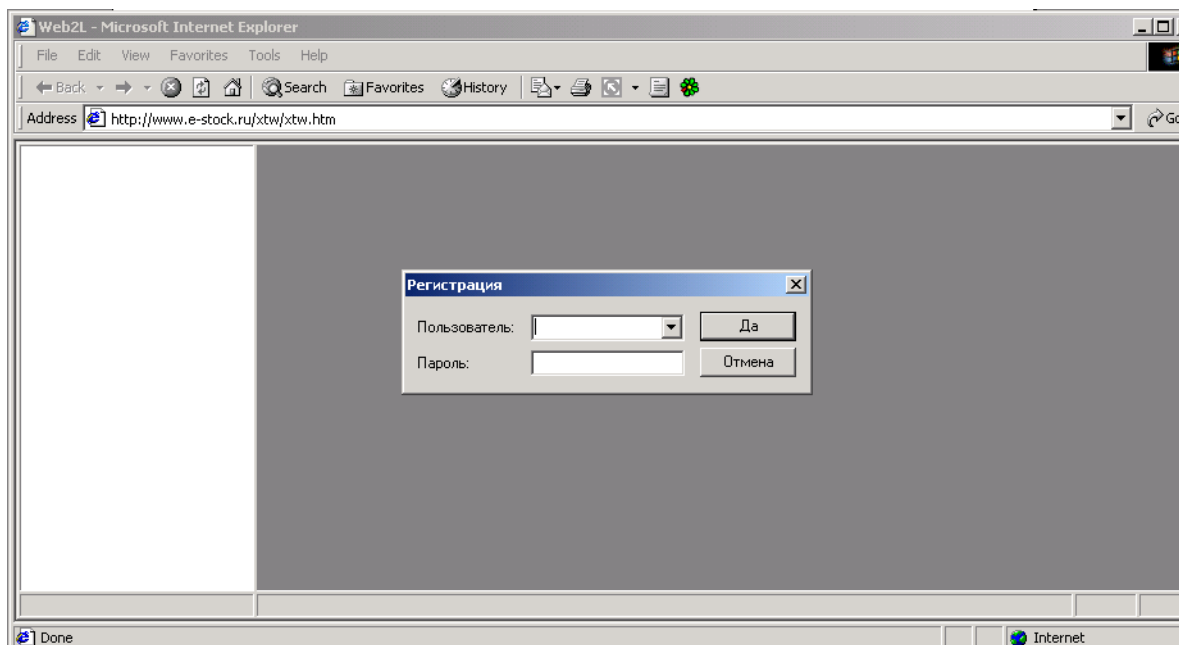 Web2L - Microsoft Internet Explorer
File Edit View Favorites Tools Help
Back Search Favorites History
Address http://www.e-stock.ru/xtw/xtw.htm Go
Регистрация
Пользователь: Да
Пароль: Отмена
Done Internet